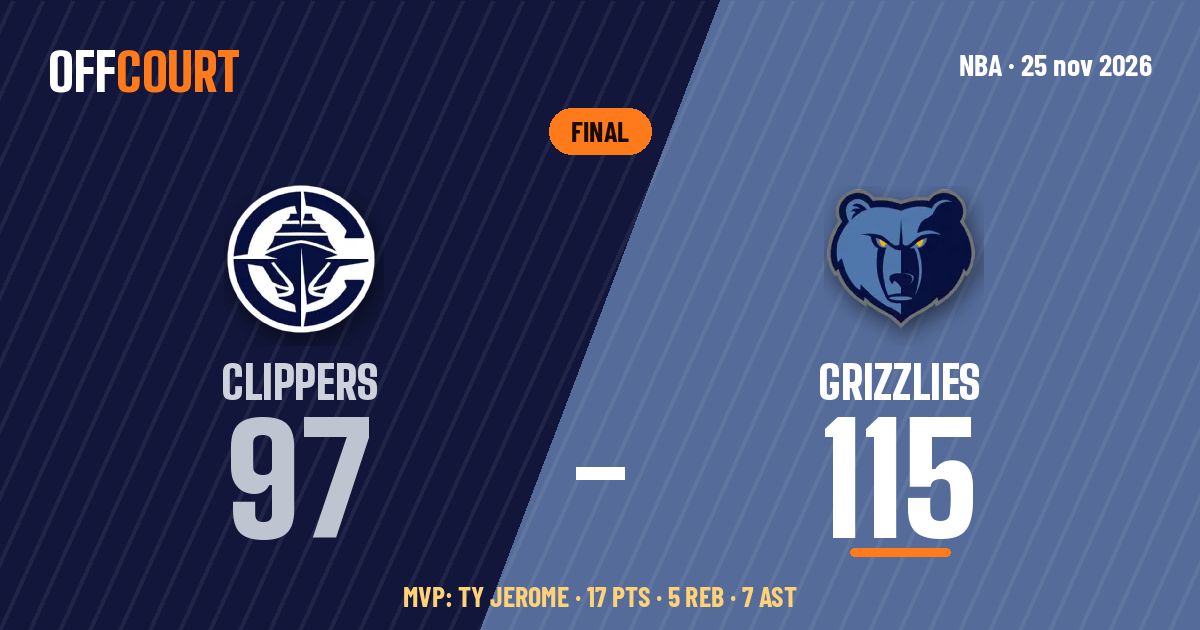 OFFCOURT
NBA · 25 nov 2026
FINAL
CLIPPERS
GRIZZLIES
97 – 115
MVP: TY JEROME · 17 PTS · 5 REB · 7 AST